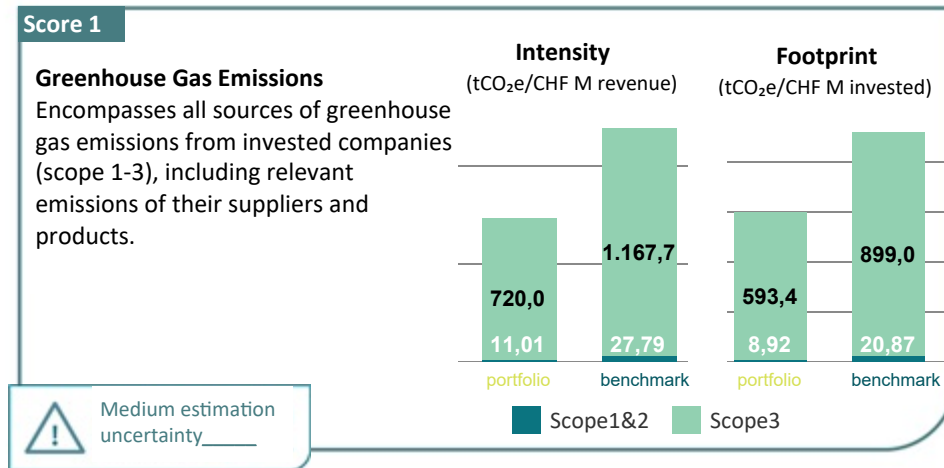 Score 1
Greenhouse Gas Emissions
Encompasses all sources of greenhouse
gas emissions from invested companies
(scope 1-3), including relevant
emissions of their suppliers and
products.
Intensity
(tCO₂e/CHF M revenue)
1.167,7
720,0
11,01
27,79
portfolio
benchmark
Footprint
(tCO₂e/CHF M invested)
899,0
593,4
8,92
20,87
portfolio
benchmark
Scope1&2
Scope3
Medium estimation
uncertainty_____